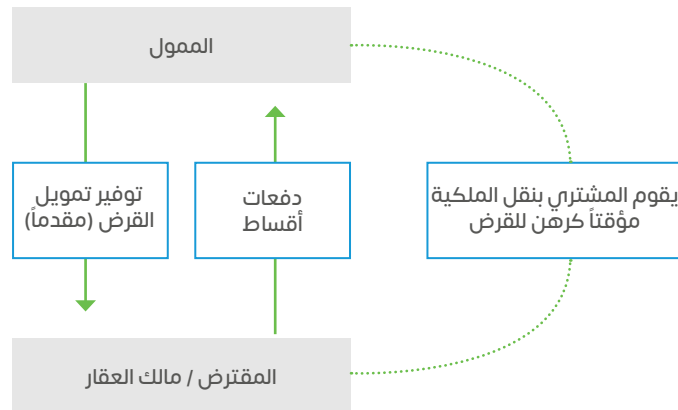 الممول
يقوم المشتري بنقل الملكية
مؤقتاً كرهن للقرض
دفعات
أقساط
توفير تمويل
القرض (مقدماً)
المقترض / مالك العقار